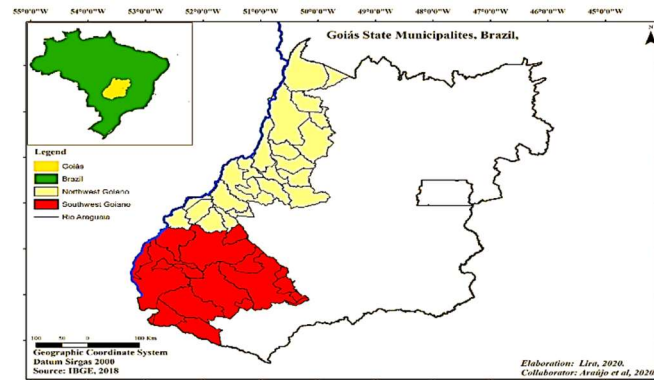 55°0'0"W 54°0'0"W 53°0'0"W 52°0'0"W 51°0'0"W 50°0'0"W 49°0'0"W 48°0'0"W 47°0'0"W 46°0'0"W 45°0'0"W
Goiás State Municipalites, Brazil,
N
Legend
Goiás
Brazil
Northwest Goiano
Southwest Goiano
Rio Araguaia
100 50 0 100 Km
Geographic Coordinate System
Datum Sirgas 2000
Source: IBGE, 2018
Elaboration: Lira, 2020.
Collaborator: Araújo et al, 2020